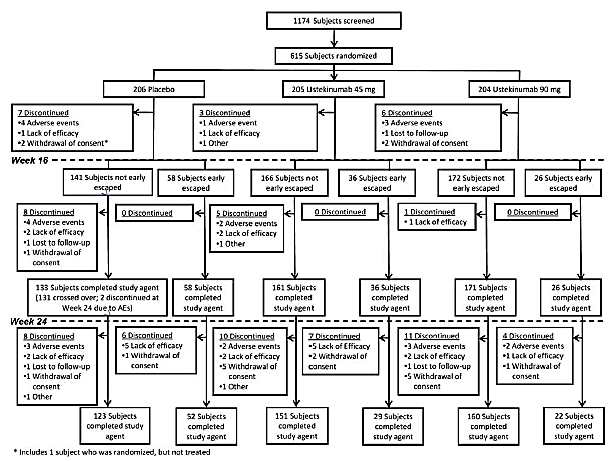 1174 Subjects screened
615 Subjects randomized
206 Placebo
205 Ustekinumab 45 mg
204 Ustekinumab 90 mg
7 Discontinued
•4 Adverse events
•1 Lack of efficacy
•2 Withdrawal of consent*
3 Discontinued
•1 Adverse event
•1 Lack of efficacy
•1 Other
6 Discontinued
•3 Adverse events
•1 Lost to follow-up
•2 Withdrawal of consent
Week 16
141 Subjects not early
escaped
58 Subjects early
escaped
166 Subjects not early
escaped
36 Subjects early
escaped
172 Subjects not early
escaped
26 Subjects early
escaped
8 Discontinued
•4 Adverse events
•2 Lack of efficacy
•1 Lost to follow-up
•1 Withdrawal of
consent
0 Discontinued
5 Discontinued
•2 Adverse events
•2 Lack of efficacy
•1 Other
0 Discontinued
1 Discontinued
•1 Lack of efficacy
0 Discontinued
133 Subjects completed study agent
(131 crossed over; 2 discontinued at
Week 24 due to AEs)
58 Subjects
completed
study agent
161 Subjects
completed
study agent
36 Subjects
completed
study agent
171 Subjects
completed
study agent
26 Subjects
completed
study agent
Week 24
8 Discontinued
•3 Adverse events
•2 Lack of efficacy
•1 Lost to follow-up
•1 Withdrawal of
consent
•1 Other
6 Discontinued
•5 Lack of efficacy
•1 Withdrawal of
consent
10 Discontinued
•2 Adverse events
•2 Lack of efficacy
•5 Withdrawal of
consent
•1 Other
7 Discontinued
•5 Lack of Efficacy
•2 Withdrawal of
consent
11 Discontinued
•3 Adverse events
•2 Lack of efficacy
•1 Lost to follow-up
•5 Withdrawal of consent
4 Discontinued
•2 Adverse events
•1 Lack of efficacy
•1 Withdrawal of
consent
123 Subjects
completed study
agent
52 Subjects
completed
study agent
151 Subjects
completed study
agent
29 Subjects
completed
study agent
160 Subjects
completed study
agent
22 Subjects
completed
study agent
* Includes 1 subject who was randomized, but not treated